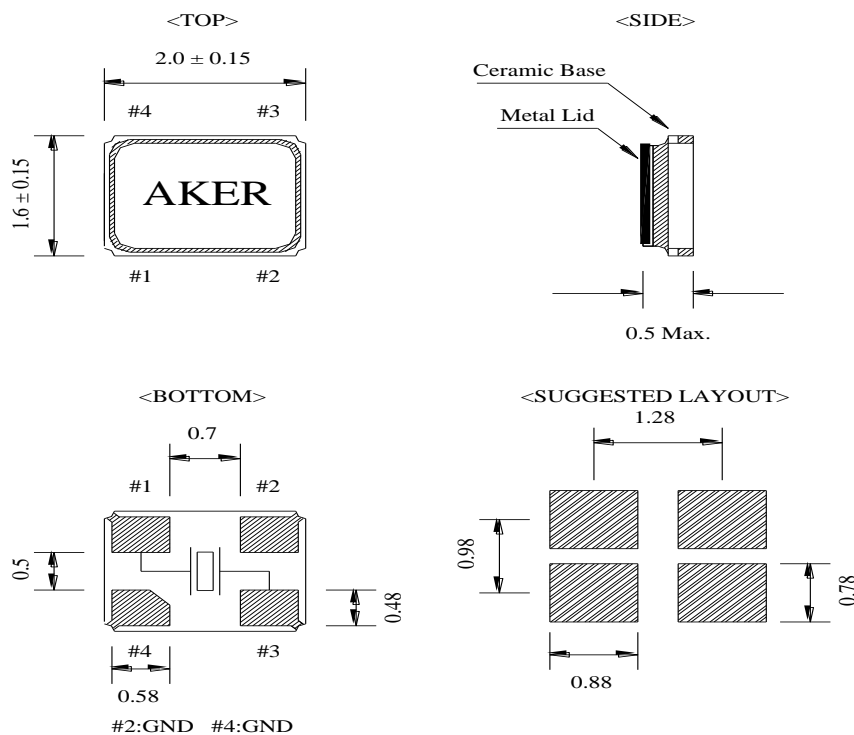 <TOP>
2.0 ± 0.15
#4 #3
1.6 ± 0.15
AKER
#1 #2
<SIDE>
Ceramic Base
Metal Lid
0.5 Max.
<BOTTOM>
0.7
#1 #2
0.5
0.48
#4 #3
0.58
#2:GND #4:GND
<SUGGESTED LAYOUT>
1.28
0.98
0.78
0.88